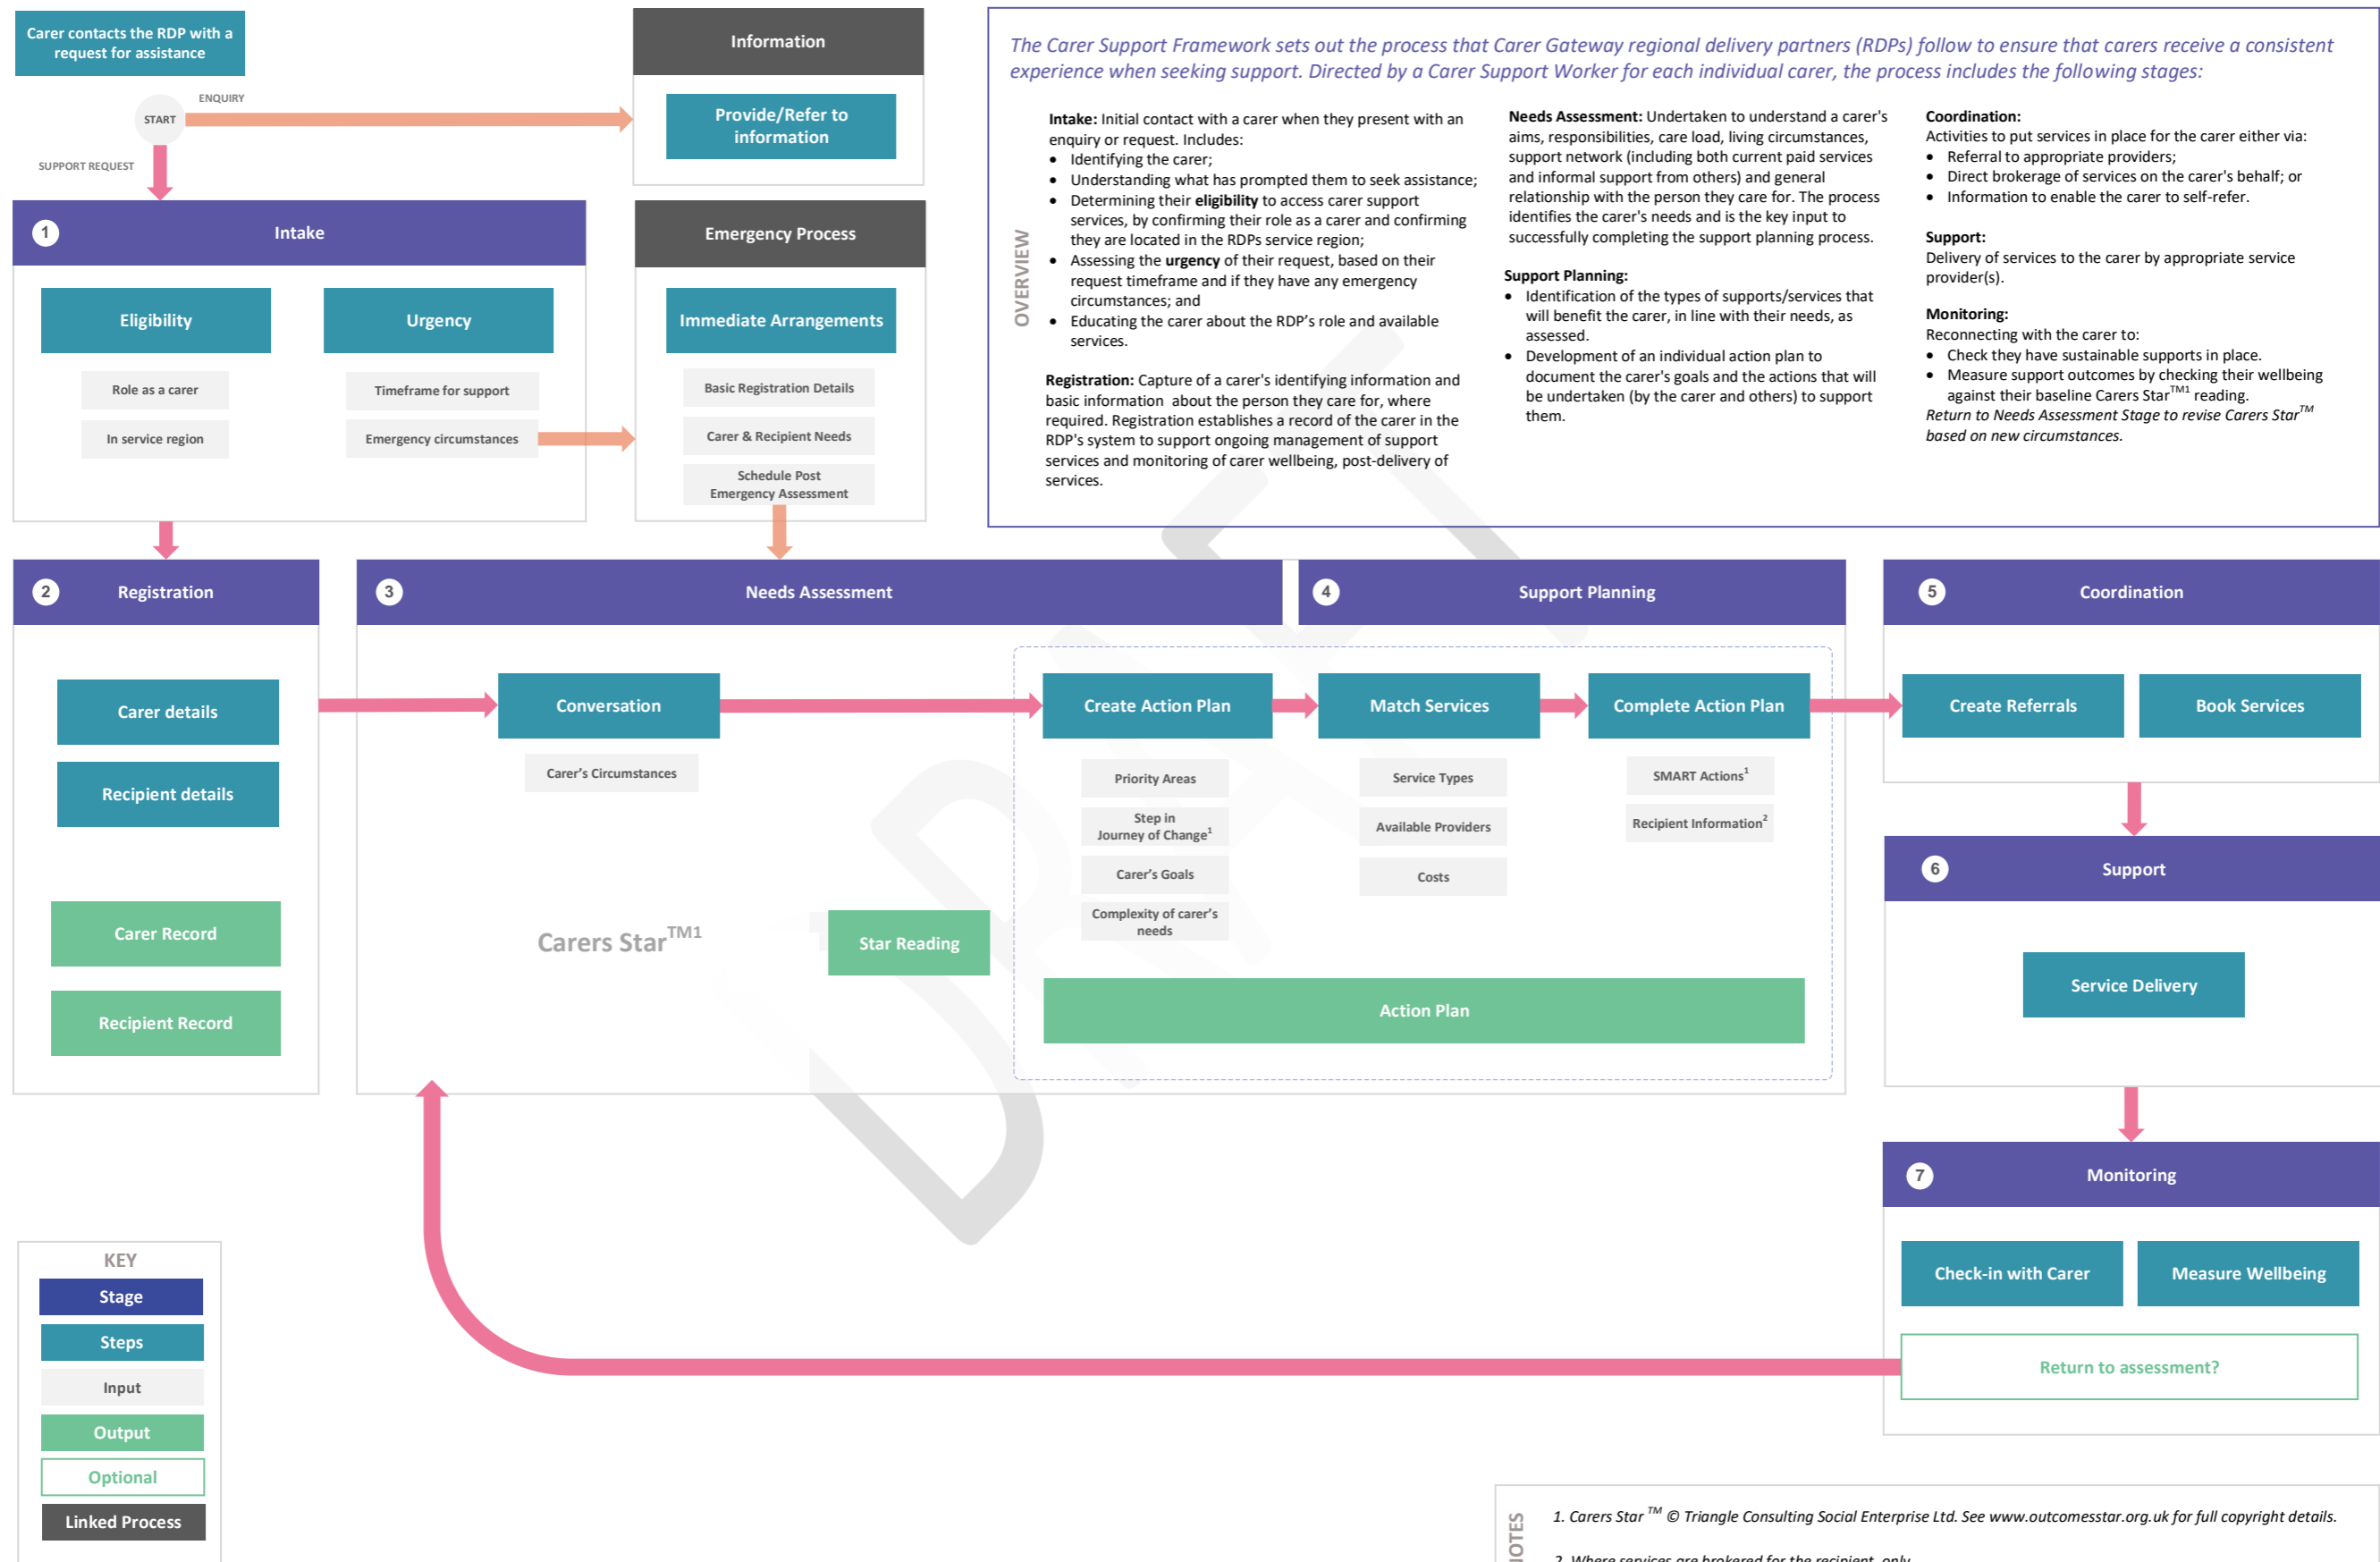 Carer contacts the RDP with a
request for assistance
START
ENQUIRY
SUPPORT REQUEST
Information
Provide/Refer to
information
1
Intake
Eligibility
Role as a carer
In service region
Urgency
Timeframe for support
Emergency circumstances
Emergency Process
Immediate Arrangements
Basic Registration Details
Carer & Recipient Needs
Schedule Post
Emergency Assessment
The Carer Support Framework sets out the process that Carer Gateway regional delivery partners (RDPs) follow to ensure that carers receive a consistent
experience when seeking support. Directed by a Carer Support Worker for each individual carer, the process includes the following stages:
OVERVIEW
Intake: Initial contact with a carer when they present with an
enquiry or request. Includes:
• Identifying the carer;
• Understanding what has prompted them to seek assistance;
• Determining their eligibility to access carer support
services, by confirming their role as a carer and confirming
they are located in the RDPs service region;
• Assessing the urgency of their request, based on their
request timeframe and if they have any emergency
circumstances; and
• Educating the carer about the RDP's role and available
services.
Registration: Capture of a carer's identifying information and
basic information about the person they care for, where
required. Registration establishes a record of the carer in the
RDP's system to support ongoing management of support
services and monitoring of carer wellbeing, post-delivery of
services.
Needs Assessment: Undertaken to understand a carer's
aims, responsibilities, care load, living circumstances,
support network (including both current paid services
and informal support from others) and general
relationship with the person they care for. The process
identifies the carer's needs and is the key input to
successfully completing the support planning process.
Support Planning:
• Identification of the types of supports/services that
will benefit the carer, in line with their needs, as
assessed.
• Development of an individual action plan to
document the carer's goals and the actions that will
be undertaken (by the carer and others) to support
them.
Coordination:
Activities to put services in place for the carer either via:
• Referral to appropriate providers;
• Direct brokerage of services on the carer's behalf; or
• Information to enable the carer to self-refer.
Support:
Delivery of services to the carer by appropriate service
provider(s).
Monitoring:
Reconnecting with the carer to:
• Check they have sustainable supports in place.
• Measure support outcomes by checking their wellbeing
against their baseline Carers Star™1 reading.
Return to Needs Assessment Stage to revise Carers Star™
based on new circumstances.
2
Registration
Carer details
Recipient details
Carer Record
Recipient Record
3
Needs Assessment
Conversation
Carer's Circumstances
Carers Star™1
Star Reading
4
Support Planning
Create Action Plan
Priority Areas
Step in
Journey of Change1
Carer's Goals
Complexity of carer's
needs
Match Services
Service Types
Available Providers
Costs
Complete Action Plan
SMART Actions1
Recipient Information2
Action Plan
5
Coordination
Create Referrals
Book Services
6
Support
Service Delivery
7
Monitoring
Check-in with Carer
Measure Wellbeing
Return to assessment?
DRAFT
KEY
Stage
Steps
Input
Output
Optional
Linked Process
NOTES
1. Carers Star ™ © Triangle Consulting Social Enterprise Ltd. See www.outcomesstar.org.uk for full copyright details.
2. Where services are brokered for the recipient, only